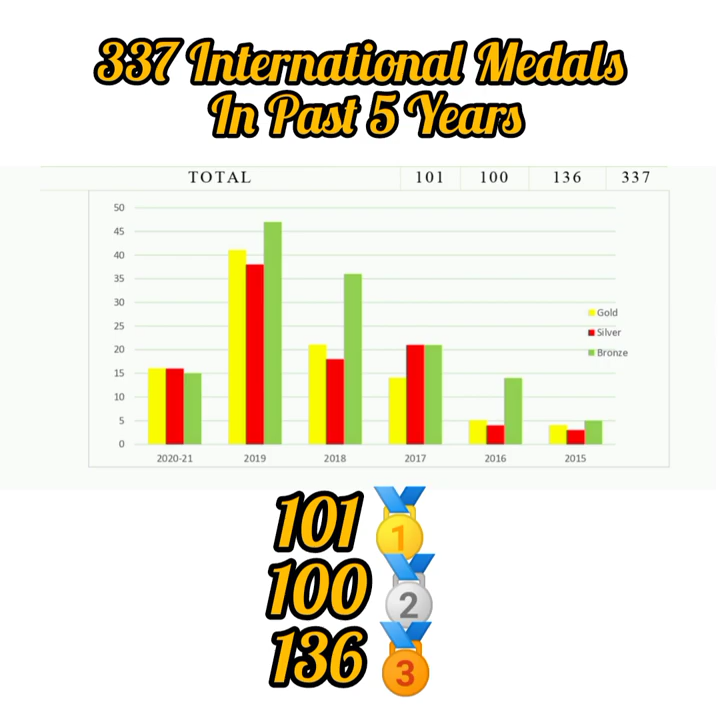 337 International Medals
In Past 5 Years
TOTAL 101 100 136 337
50
45
40
35
30
25
20
15
10
5
0
Gold
Silver
Bronze
2020-21 2019 2018 2017 2016 2015
101 1
100 2
136 3